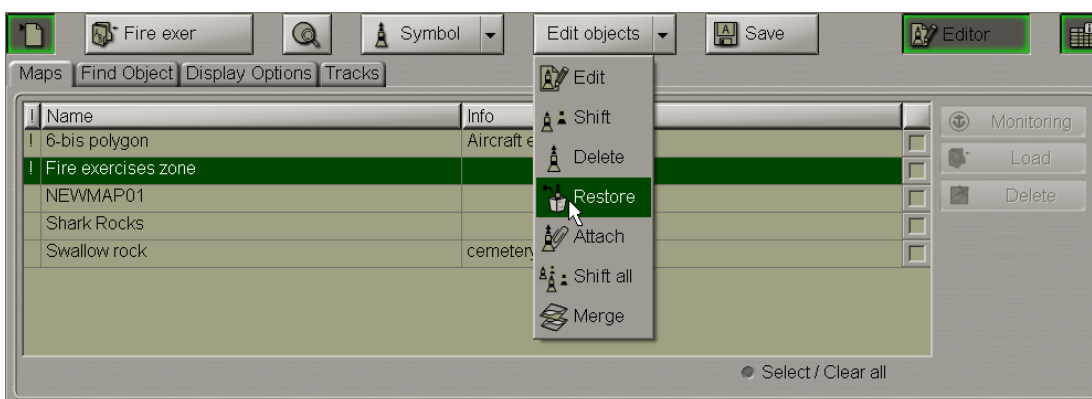 Fire exer Symbol Edit objects Save Editor
Maps Find Object Display Options Tracks
Edit
Shift
Delete
Restore
Attach
Shift all
Merge
! Name Info
! 6-bis polygon Aircraft e
! Fire exercises zone
NEWMAP01
Shark Rocks
Swallow rock cemetery
Monitoring
Load
Delete
Select / Clear all